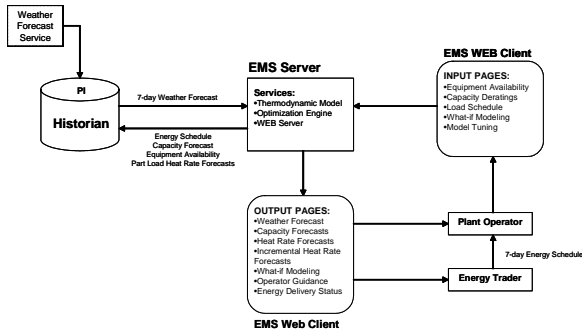 Weather
Forecast
Service
PI
Historian
7-day Weather Forecast
Energy Schedule
Capacity Forecast
Equipment Availability
Part Load Heat Rate Forecasts
EMS Server
Services:
•Thermodynamic Model
•Optimization Engine
•WEB Server
EMS WEB Client
INPUT PAGES:
•Equipment Availability
•Capacity Deratings
•Load Schedule
•What-if Modeling
•Model Tuning
OUTPUT PAGES:
•Weather Forecast
•Capacity Forecasts
•Heat Rate Forecasts
•Incremental Heat Rate
Forecasts
•What-if Modeling
•Operator Guidance
•Energy Delivery Status
EMS Web Client
Plant Operator
7-day Energy Schedule
Energy Trader